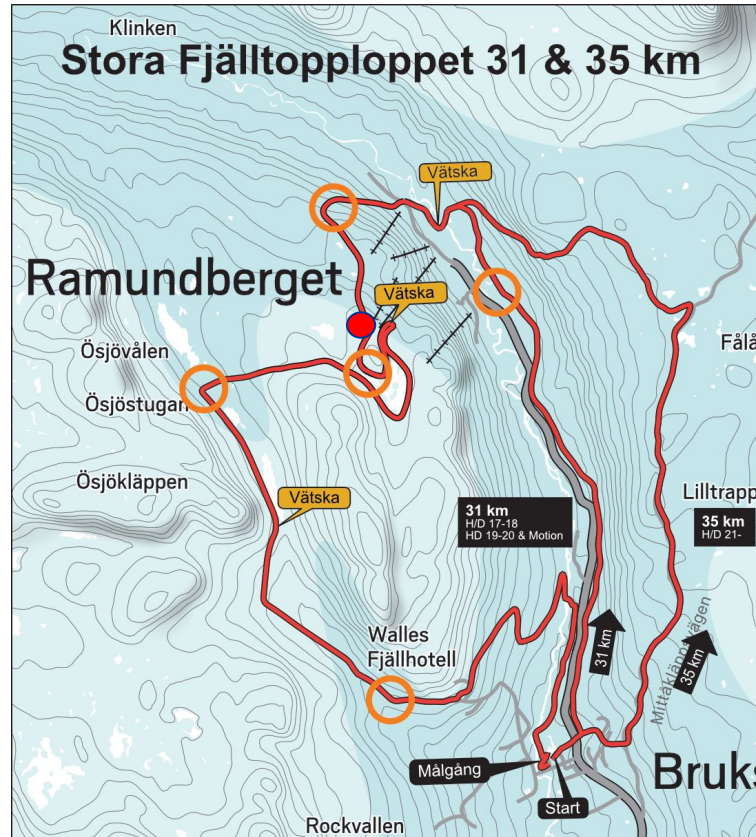 Klinken
Stora Fjälltopploppet 31 & 35 km
Vätska
Ramundberget
Vätska
Ösjövålen
Fålå
Ösjöstugan
Ösjökläppen
Vätska
31 km
H/D 17-18
HD 19-20 & Motion
Lilltrapp
35 km
H/D 21-
Walles
Fjällhotell
31 km
35 km
Mittåkläppvägen
Målgång
Start
Bruks
Rockvallen